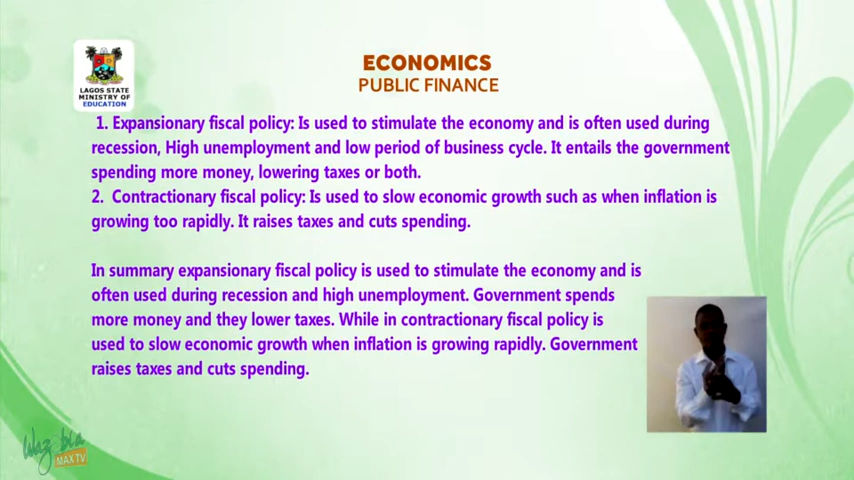 LAGOS STATE
MINISTRY OF
EDUCATION
ECONOMICS
PUBLIC FINANCE
1. Expansionary fiscal policy: Is used to stimulate the economy and is often used during
recession, High unemployment and low period of business cycle. It entails the government
spending more money, lowering taxes or both.
2. Contractionary fiscal policy: Is used to slow economic growth such as when inflation is
growing too rapidly. It raises taxes and cuts spending.
In summary expansionary fiscal policy is used to stimulate the economy and is
often used during recession and high unemployment. Government spends
more money and they lower taxes. While in contractionary fiscal policy is
used to slow economic growth when inflation is growing rapidly. Government
raises taxes and cuts spending.
MAX TV